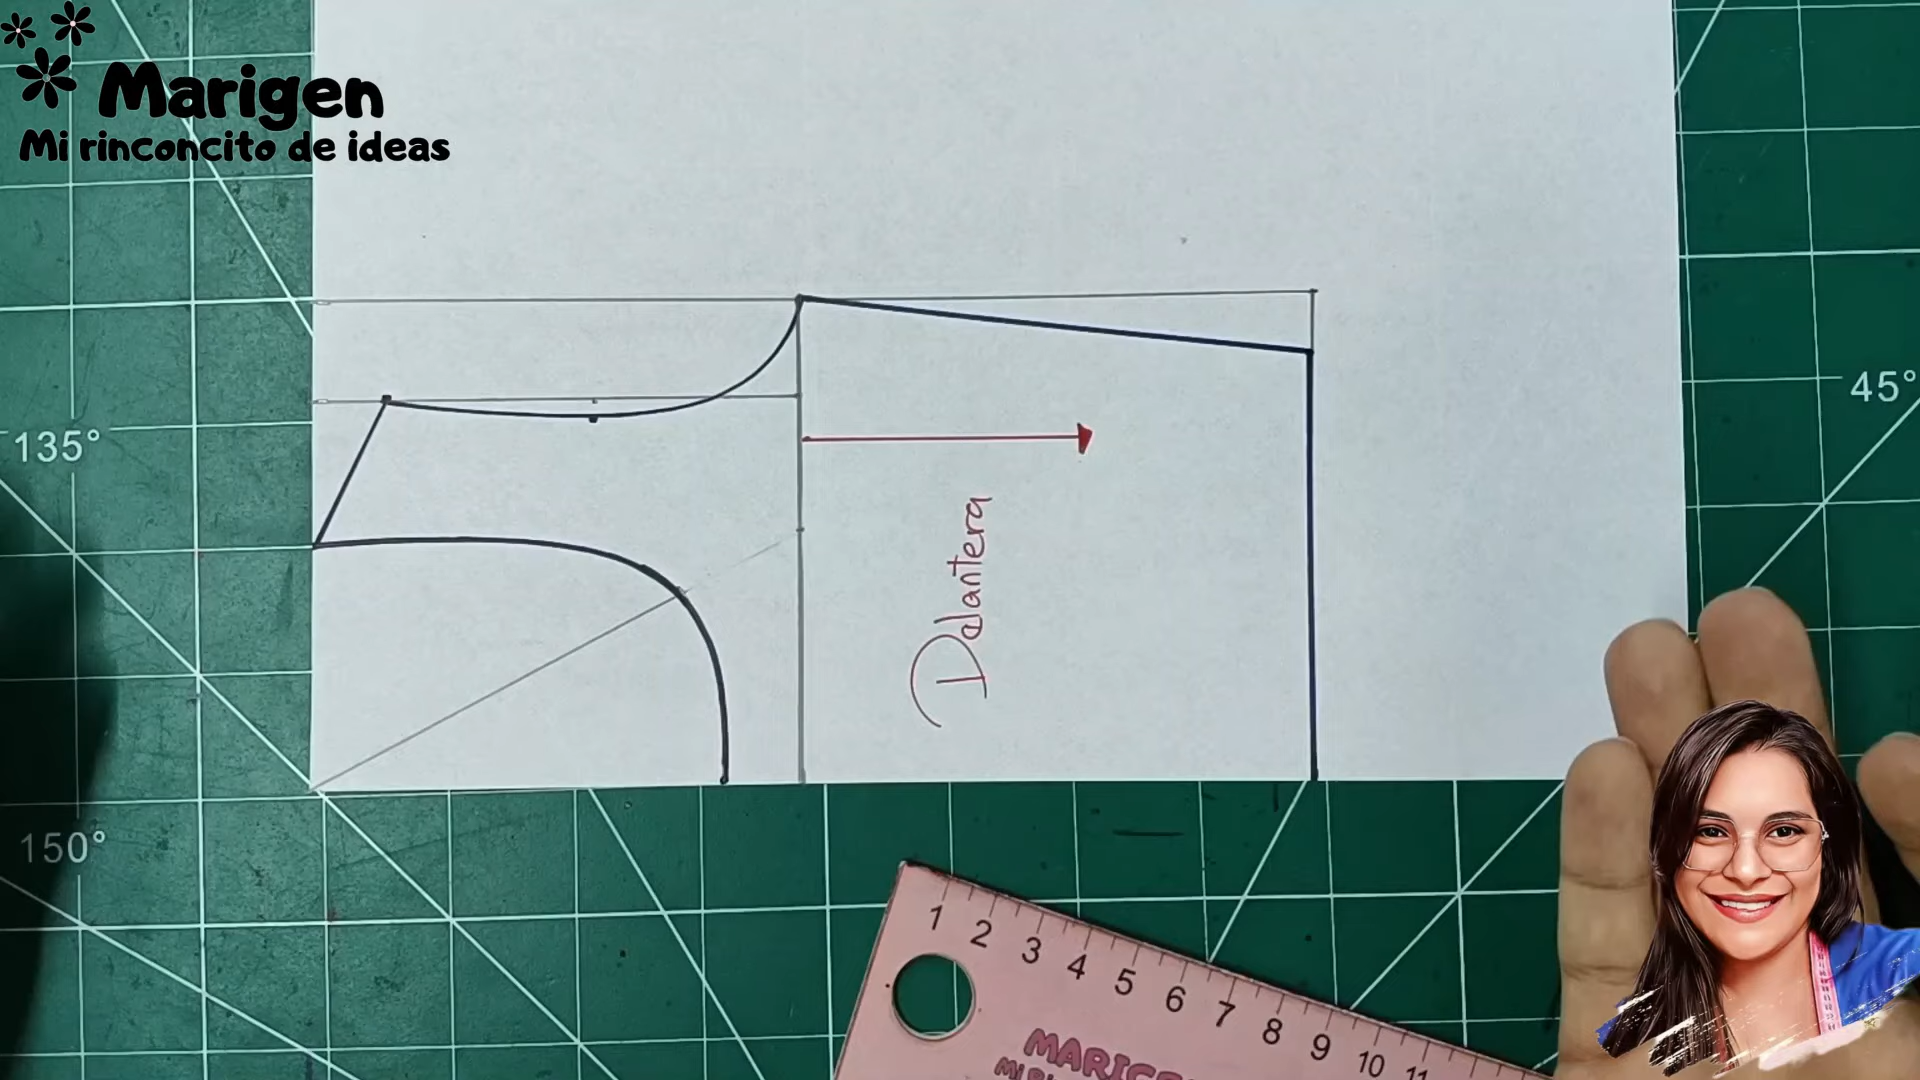 Marigen
Mi rinconcito de ideas
135°
45°
Delantera
150°
1 2 3 4 5 6 7 8 9 10 11